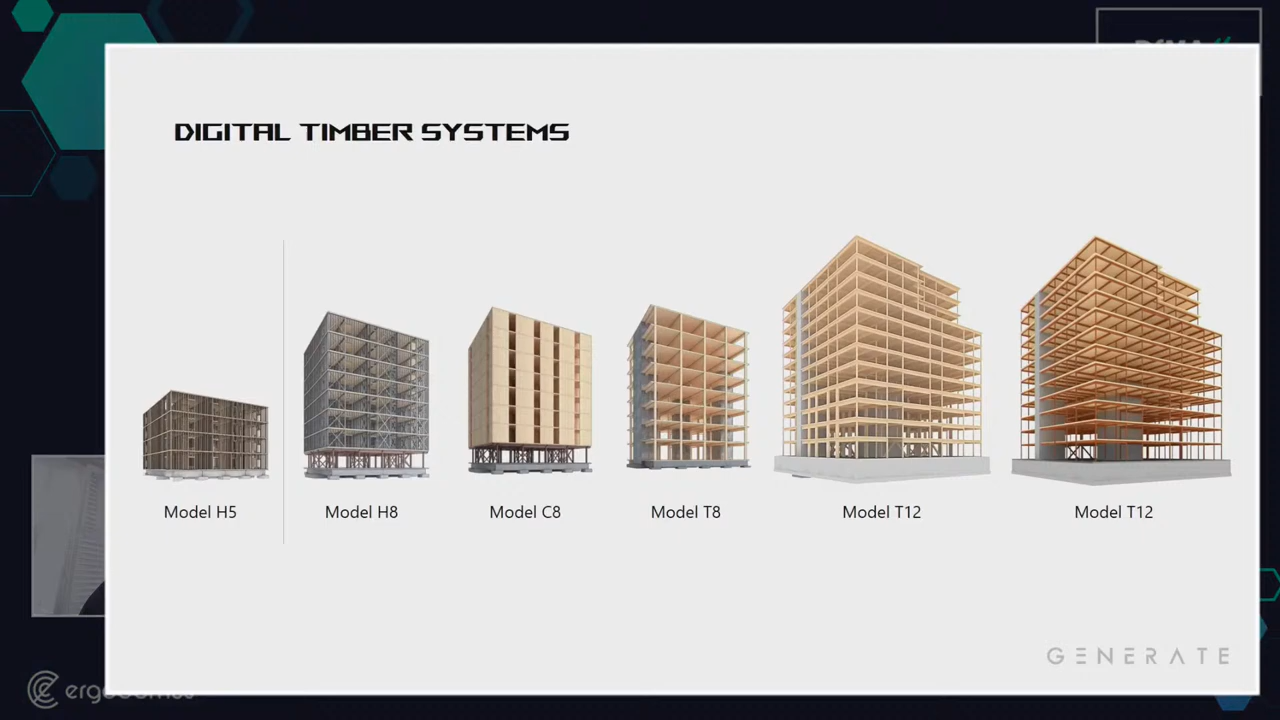 DIGITAL TIMBER SYSTEMS
Model H5
Model H8
Model C8
Model T8
Model T12
Model T12
GENERATE